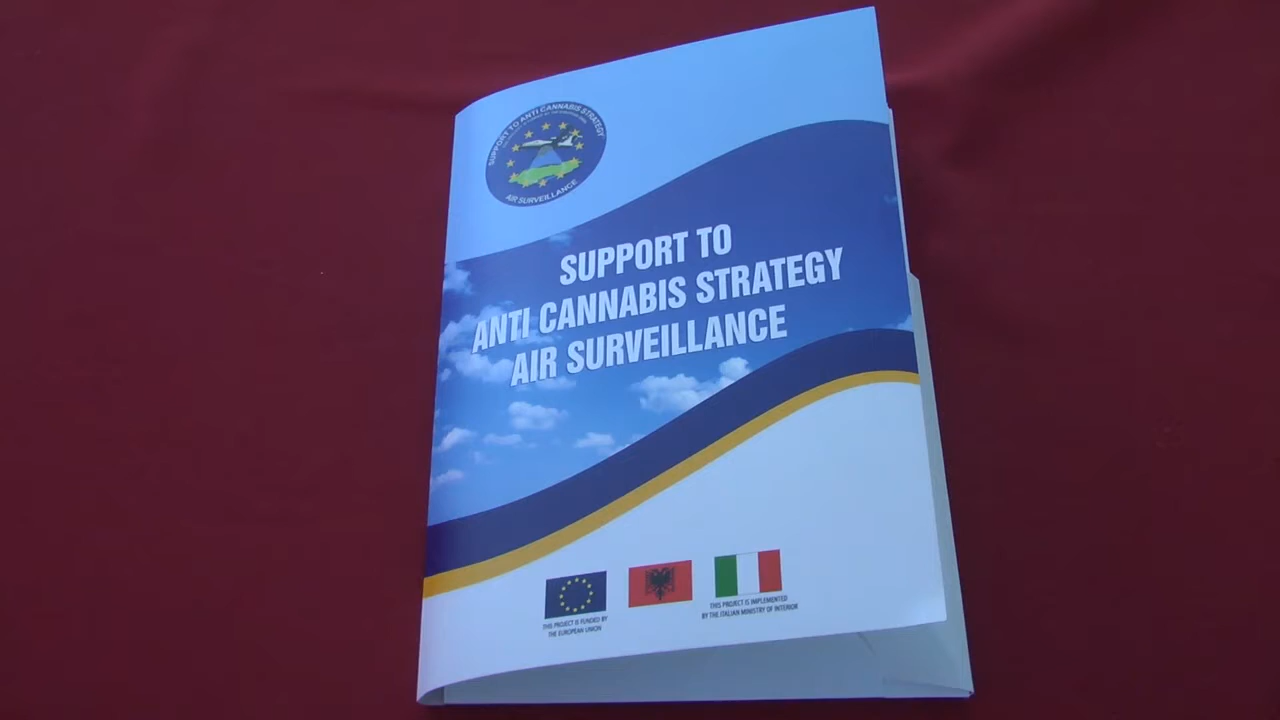 SUPPORT TO ANTI CANNABIS STRATEGY
AIR SURVEILLANCE
SUPPORT TO
ANTI CANNABIS STRATEGY
AIR SURVEILLANCE
THIS PROJECT IS FUNDED BY
THE EUROPEAN UNION
THIS PROJECT IS IMPLEMENTED
BY THE ITALIAN MINISTRY OF INTERIOR